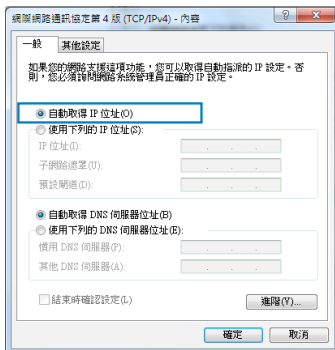 網際網路通訊協定第 4 版 (TCP/IPv4) - 內容
一般
其他設定
如果您的網路支援這項功能，您可以取得自動指派的 IP 設定。否
則，您必須詢問網路系統管理員正確的 IP 設定。
自動取得 IP 位址(O)
使用下列的 IP 位址(S):
IP 位址(I):
子網路遮罩(U):
預設閘道(D):
自動取得 DNS 伺服器位址(B)
使用下列的 DNS 伺服器位址(E):
慣用 DNS 伺服器(P):
其他 DNS 伺服器(A):
結束時確認設定(L)
進階(V)...
確定
取消